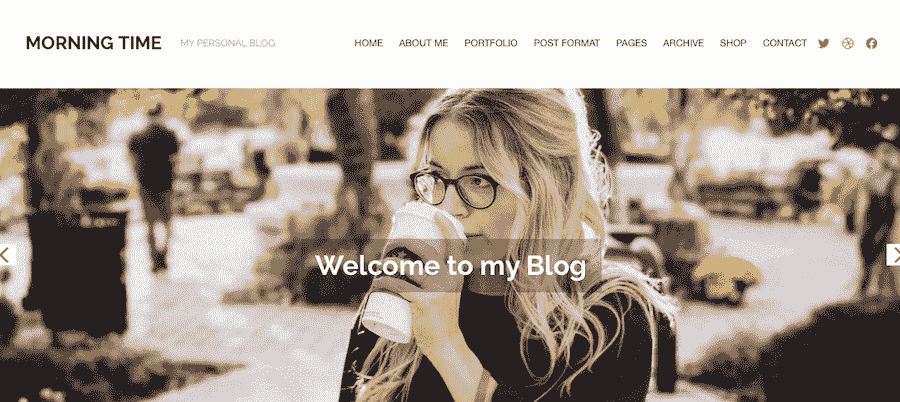 MORNING TIME
MY PERSONAL BLOG
HOME ABOUT ME PORTFOLIO POST FORMAT PAGES ARCHIVE SHOP CONTACT
Welcome to my Blog